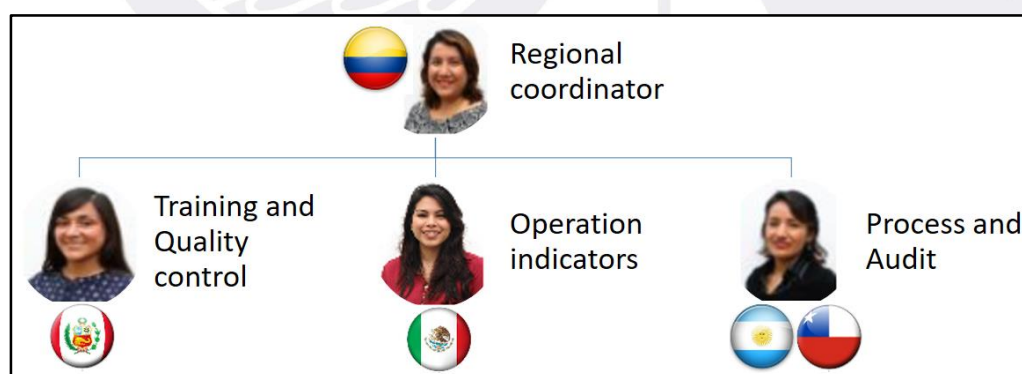 Regional
coordinator
Training and
Quality
control
Operation
indicators
Process and
Audit